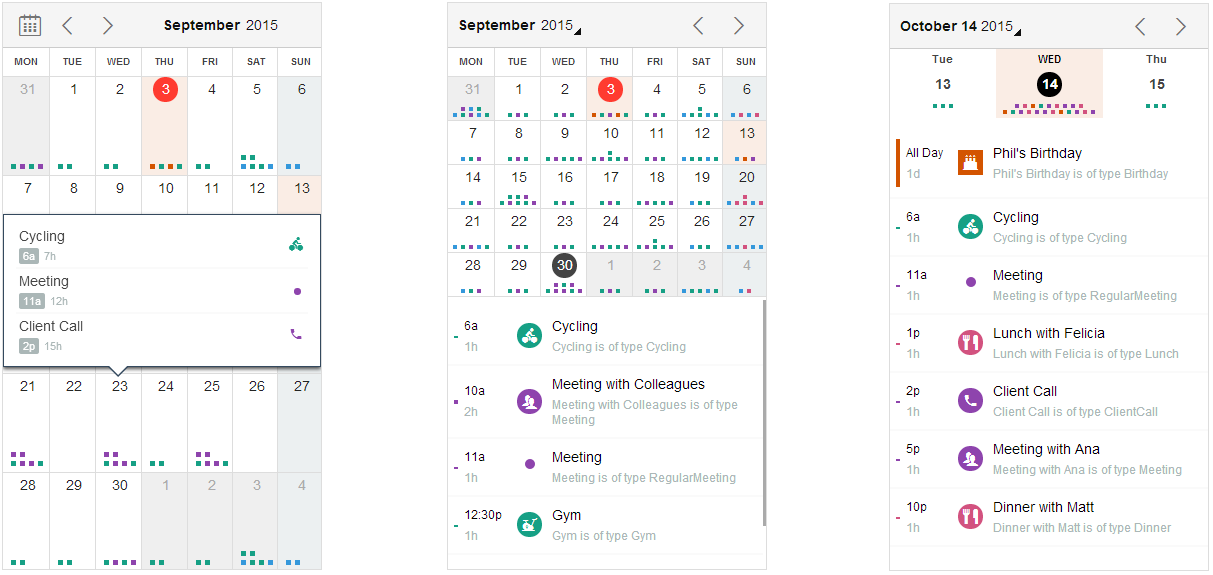 September 2015
MON TUE WED THU FRI SAT SUN
31 1 2 3 4 5 6
7 8 9 10 11 12 13
Cycling
6a 7h
Meeting
11a 12h
Client Call
2p 15h
21 22 23 24 25 26 27
28 29 30 1 2 3 4
September 2015
MON TUE WED THU FRI SAT SUN
31 1 2 3 4 5 6
7 8 9 10 11 12 13
14 15 16 17 18 19 20
21 22 23 24 25 26 27
28 29 30 1 2 3 4
6a Cycling
1h Cycling is of type Cycling
10a Meeting with Colleagues
2h Meeting with Colleagues is of type
Meeting
11a Meeting
1h Meeting is of type RegularMeeting
12:30p Gym
1h Gym is of type Gym
October 14 2015
Tue WED Thu
13 14 15
All Day Phil's Birthday
1d Phil's Birthday is of type Birthday
6a Cycling
1h Cycling is of type Cycling
11a Meeting
1h Meeting is of type RegularMeeting
1p Lunch with Felicia
1h Lunch with Felicia is of type Lunch
2p Client Call
1h Client Call is of type ClientCall
5p Meeting with Ana
1h Meeting with Ana is of type Meeting
10p Dinner with Matt
1h Dinner with Matt is of type Dinner